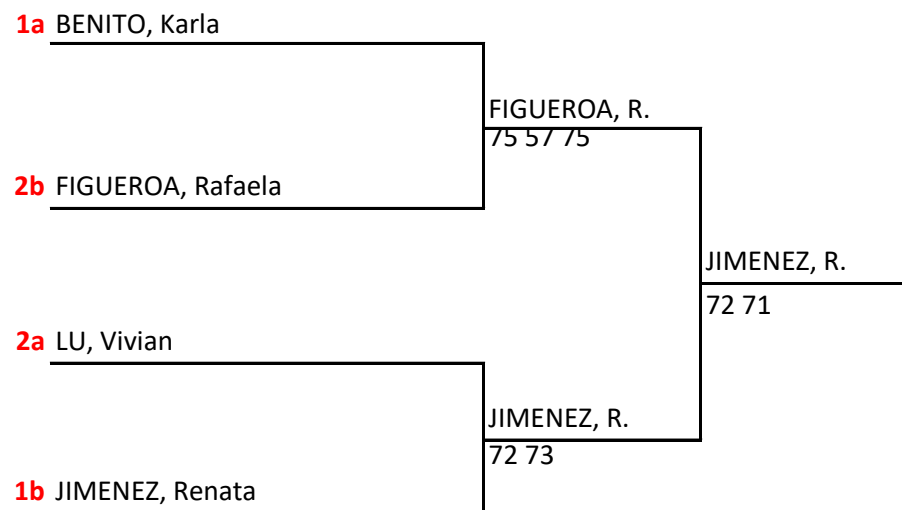 1a BENITO, Karla
FIGUEROA, R.
75 57 75
2b FIGUEROA, Rafaela
JIMENEZ, R.
72 71
2a LU, Vivian
JIMENEZ, R.
72 73
1b JIMENEZ, Renata